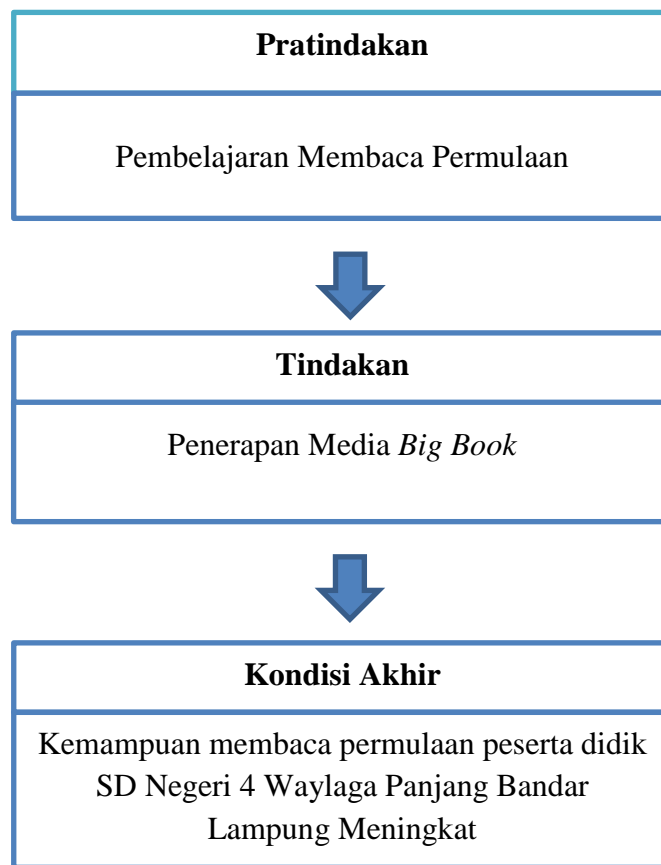 Pratindakan
Pembelajaran Membaca Permulaan
Tindakan
Penerapan Media Big Book
Kondisi Akhir
Kemampuan membaca permulaan peserta didik
SD Negeri 4 Waylaga Panjang Bandar
Lampung Meningkat